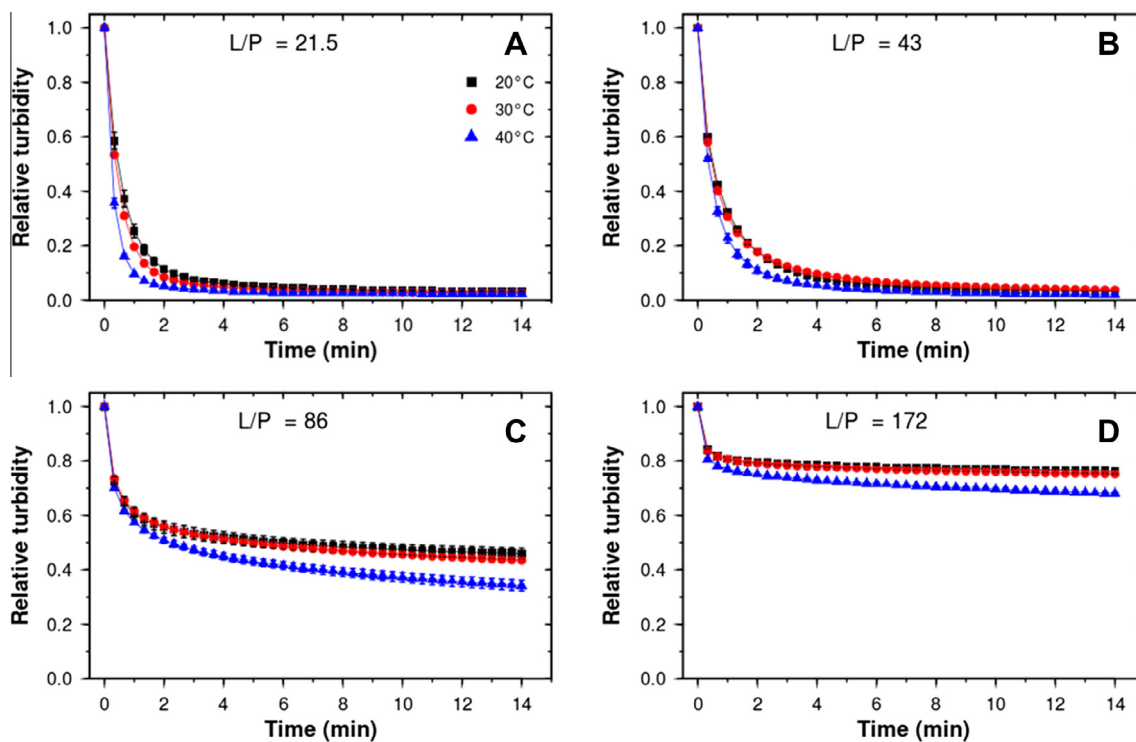 L/P = 21.5
A
Relative turbidity
1.0
0.8
0.6
0.4
0.2
0.0
20°C
30°C
40°C
0 2 4 6 8 10 12 14
Time (min)
L/P = 43
B
Relative turbidity
1.0
0.8
0.6
0.4
0.2
0.0
0 2 4 6 8 10 12 14
Time (min)
L/P = 86
C
Relative turbidity
1.0
0.8
0.6
0.4
0.2
0.0
0 2 4 6 8 10 12 14
Time (min)
L/P = 172
D
Relative turbidity
1.0
0.8
0.6
0.4
0.2
0.0
0 2 4 6 8 10 12 14
Time (min)